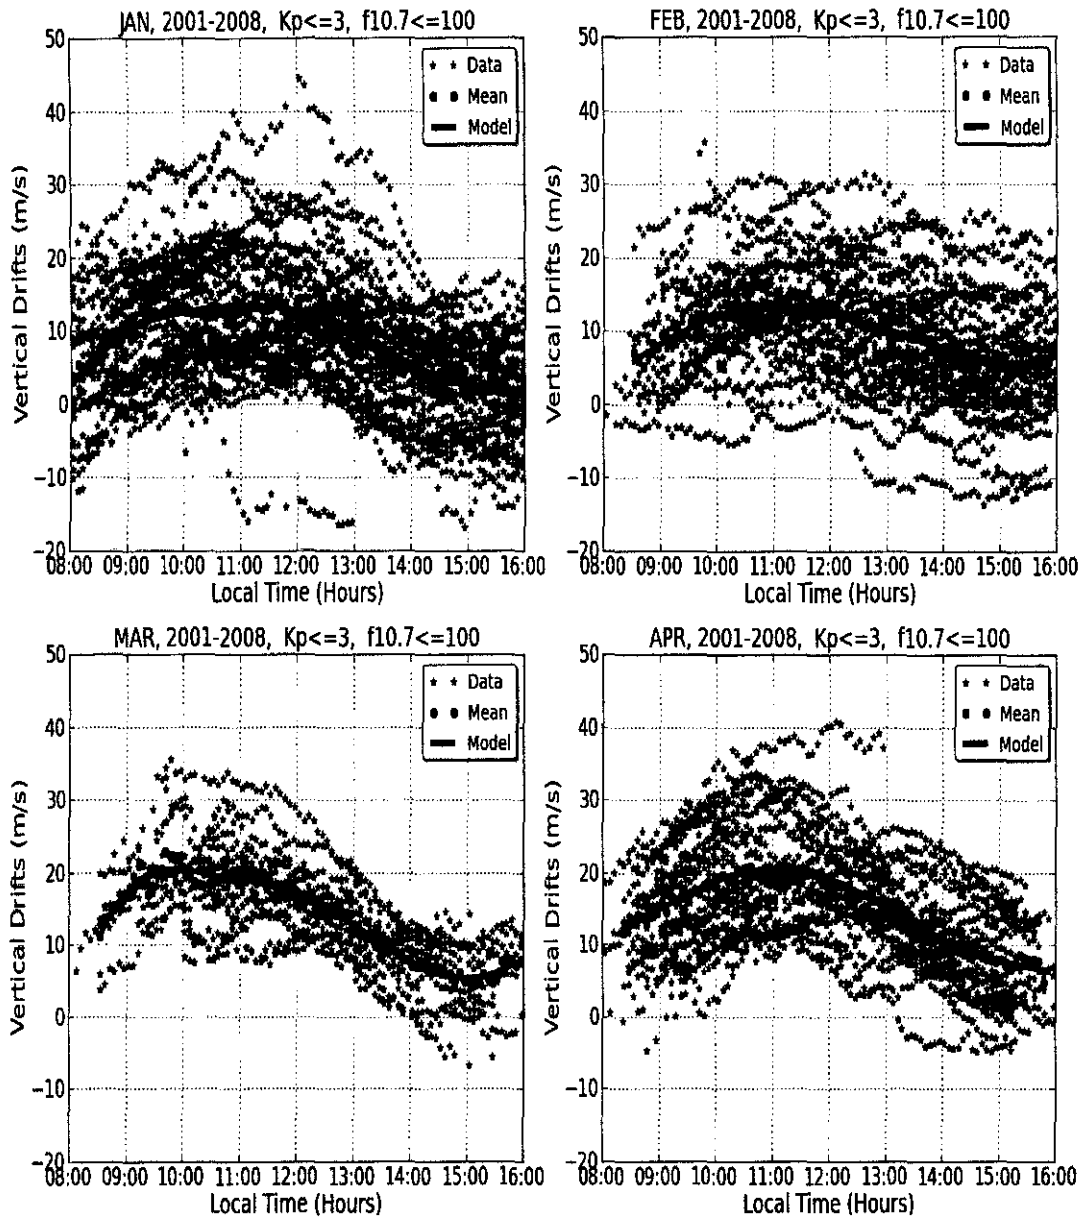 JAN, 2001-2008, Kp<=3, f10.7<=100
50
40
30
20
10
0
−10
−20
Vertical Drifts (m/s)
Data
Mean
Model
08:00 09:00 10:00 11:00 12:00 13:00 14:00 15:00 16:00
Local Time (Hours)
FEB, 2001-2008, Kp<=3, f10.7<=100
50
40
30
20
10
0
−10
−20
Vertical Drifts (m/s)
Data
Mean
Model
08:00 09:00 10:00 11:00 12:00 13:00 14:00 15:00 16:00
Local Time (Hours)
MAR, 2001-2008, Kp<=3, f10.7<=100
50
40
30
20
10
0
−10
−20
Vertical Drifts (m/s)
Data
Mean
Model
08:00 09:00 10:00 11:00 12:00 13:00 14:00 15:00 16:00
Local Time (Hours)
APR, 2001-2008, Kp<=3, f10.7<=100
50
40
30
20
10
0
−10
−20
Vertical Drifts (m/s)
Data
Mean
Model
08:00 09:00 10:00 11:00 12:00 13:00 14:00 15:00 16:00
Local Time (Hours)